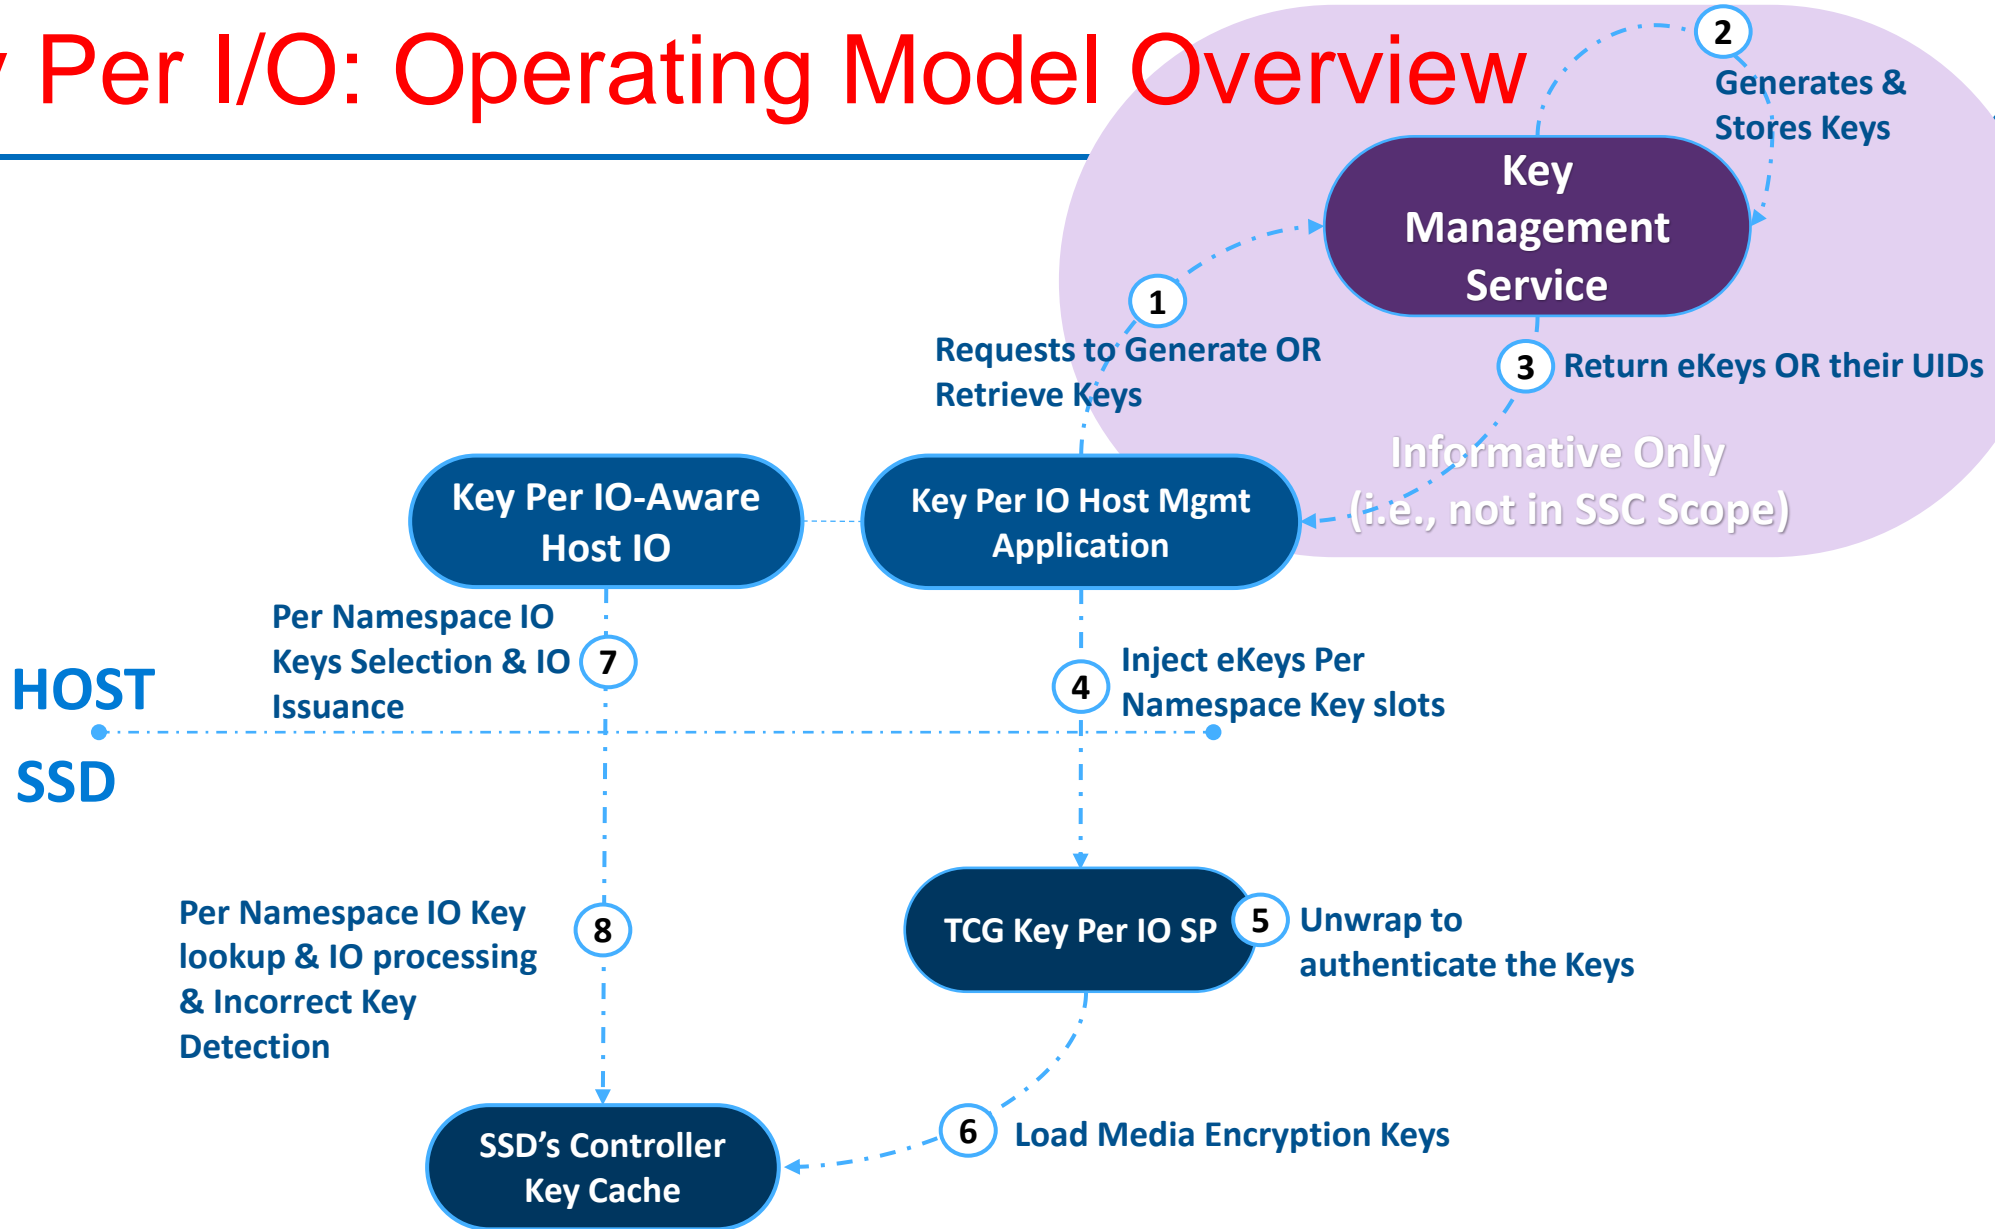 y Per I/O: Operating Model Overview
2
Generates &
Stores Keys
Key
Management
Service
1
Requests to Generate OR
Retrieve Keys
3
Return eKeys OR their UIDs
Informative Only
(i.e., not in SSC Scope)
Key Per IO-Aware
Host IO
Key Per IO Host Mgmt
Application
Per Namespace IO
Keys Selection & IO
Issuance
7
4
Inject eKeys Per
Namespace Key slots
HOST
SSD
Per Namespace IO Key
lookup & IO processing
& Incorrect Key
Detection
8
TCG Key Per IO SP
5
Unwrap to
authenticate the Keys
6
Load Media Encryption Keys
SSD’s Controller
Key Cache